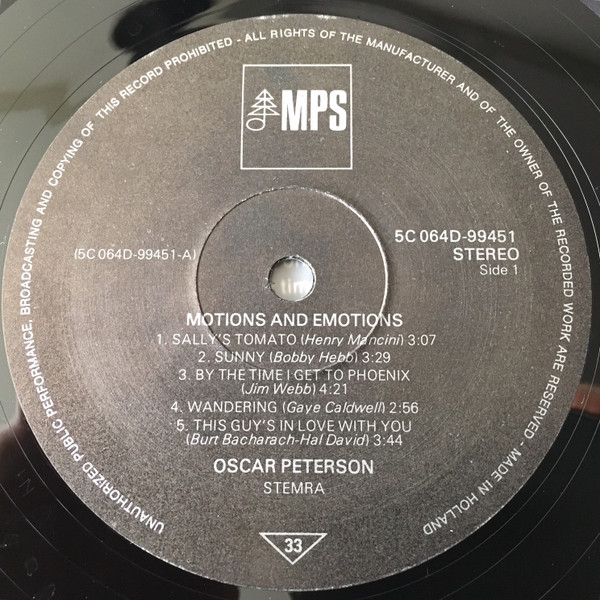 UNAUTHORIZED PUBLIC PERFORMANCE, BROADCASTING AND COPYING OF THIS RECORD PROHIBITED - ALL RIGHTS OF THE MANUFACTURER AND OF THE OWNER OF THE RECORDED WORK ARE RESERVED - MADE IN HOLLAND
MPS
5C 064D-99451
(5C 064D-99451-A)
STEREO
Side 1
MOTIONS AND EMOTIONS
1. SALLY'S TOMATO (Henry Mancini) 3:07
2. SUNNY (Bobby Hebb) 3:29
3. BY THE TIME I GET TO PHOENIX
(Jim Webb) 4:21
4. WANDERING (Gaye Caldwell) 2:56
5. THIS GUY'S IN LOVE WITH YOU
(Burt Bacharach-Hal David) 3:44
OSCAR PETERSON
STEMRA
33